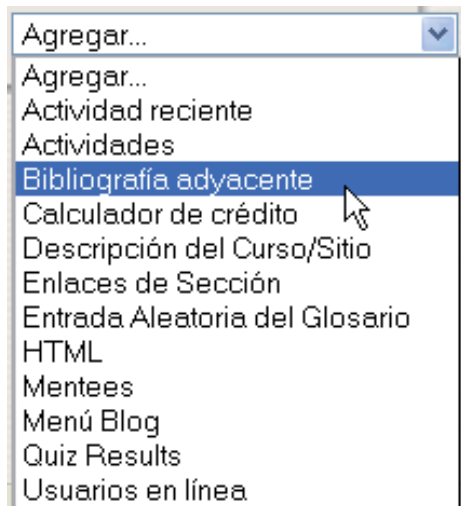 Agregar...
Agregar...
Actividad reciente
Actividades
Bibliografía adyacente
Calculador de crédito
Descripción del Curso/Sitio
Enlaces de Sección
Entrada Aleatoria del Glosario
HTML
Mentees
Menú Blog
Quiz Results
Usuarios en línea